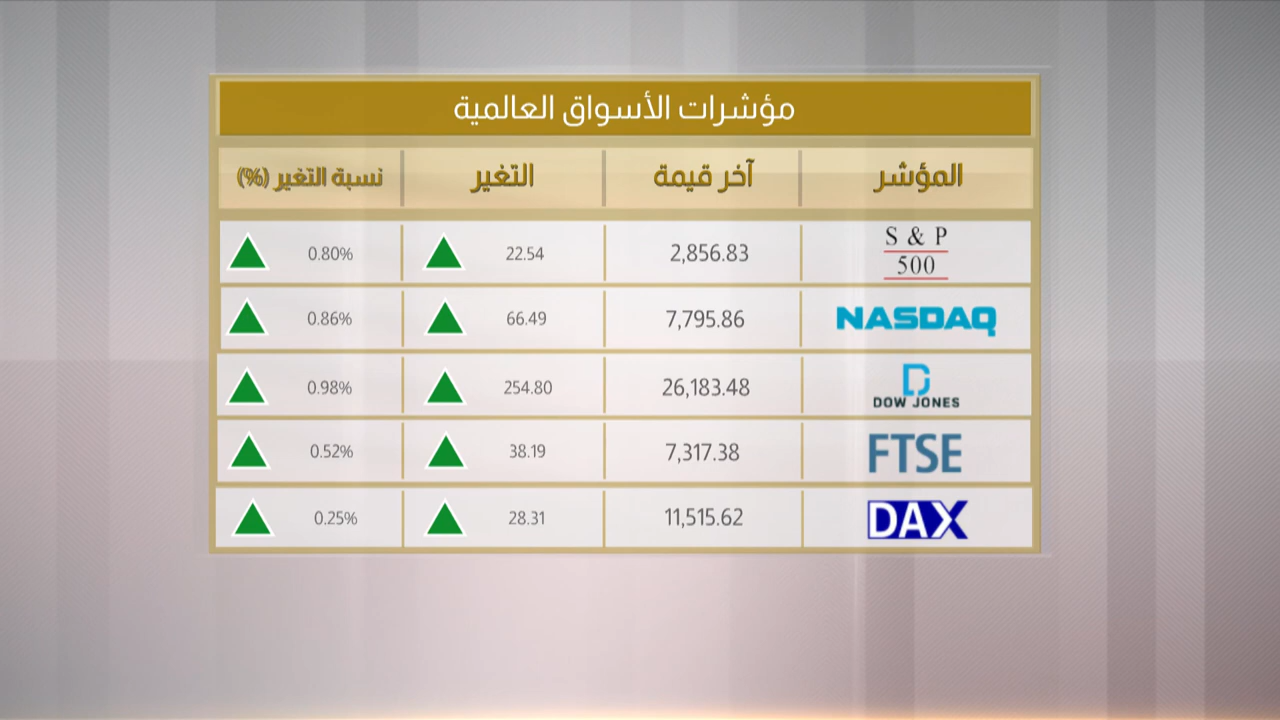 مؤشرات الأسواق العالمية
المؤشر آخر قيمة التغير نسبة التغير (%)
S & P
500 2,856.83 22.54 0.80%
NASDAQ 7,795.86 66.49 0.86%
DOW JONES 26,183.48 254.80 0.98%
FTSE 7,317.38 38.19 0.52%
DAX 11,515.62 28.31 0.25%